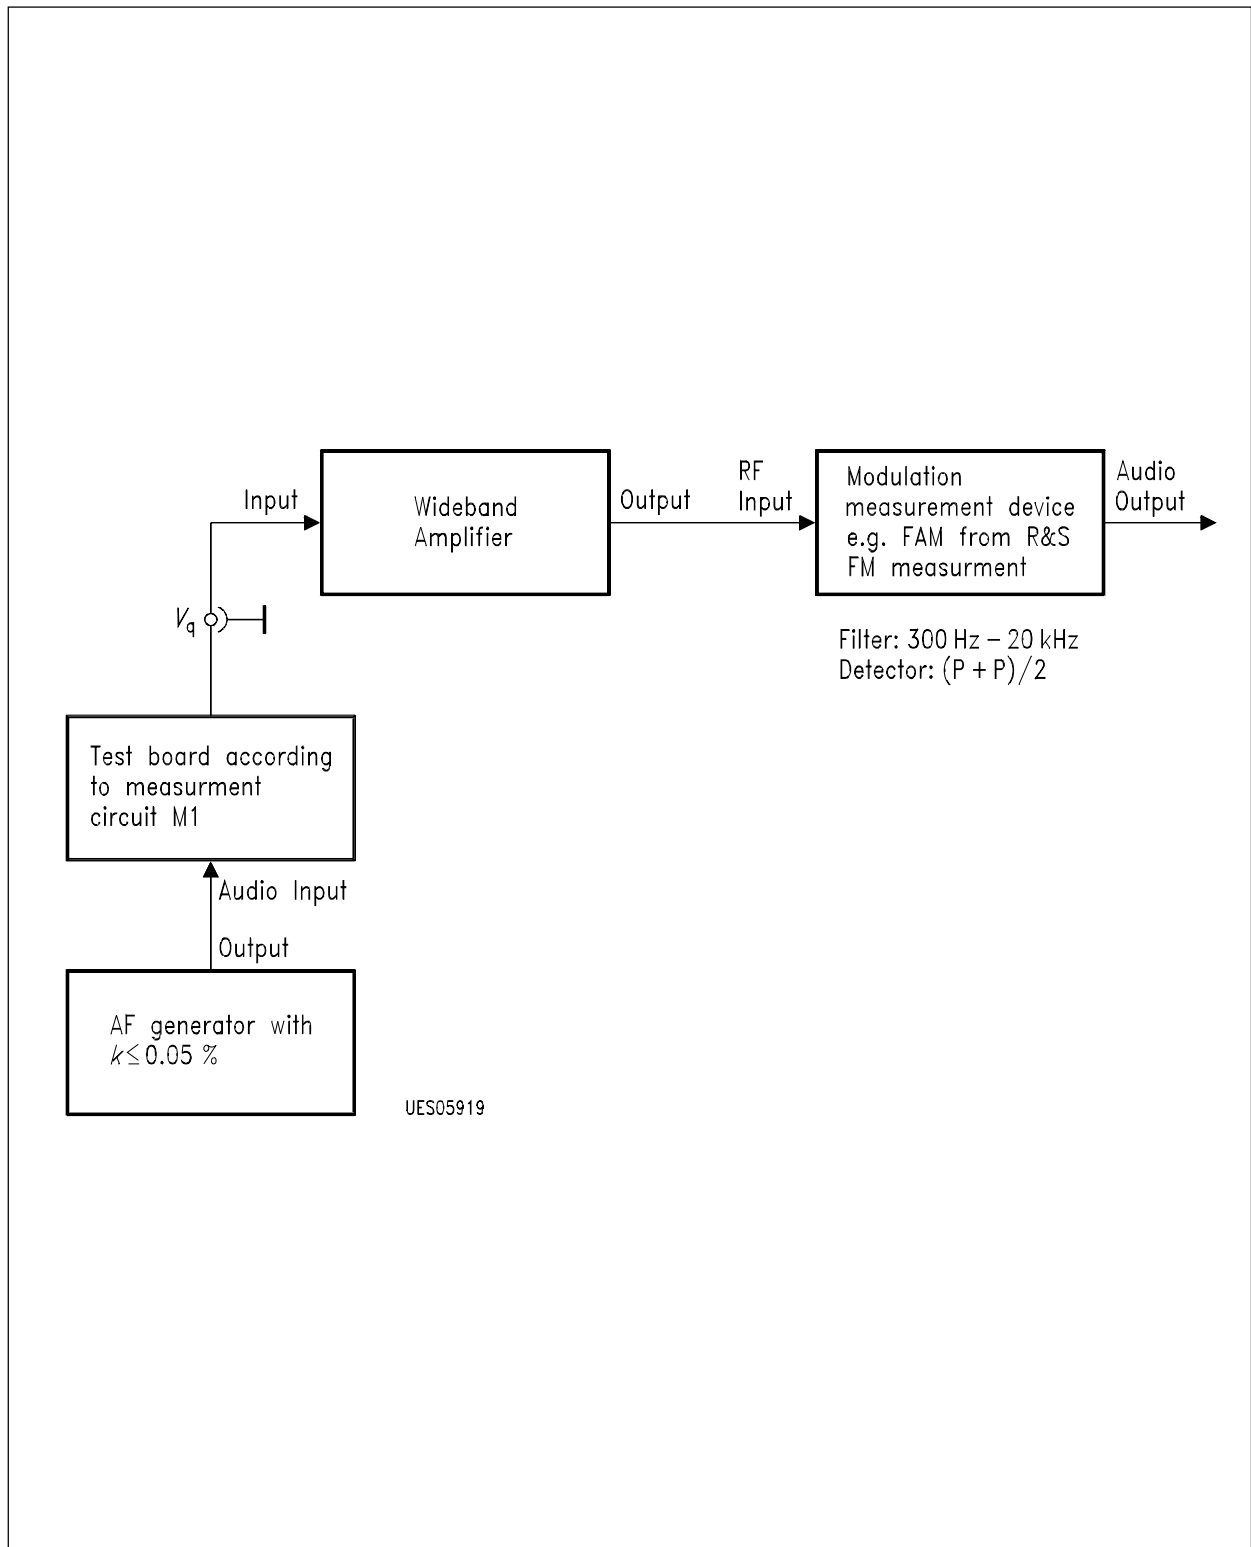 Input
Wideband
Amplifier
Output
RF
Input
Modulation
measurement device
e.g. FAM from R&S
FM measurment
Audio
Output
Vq
Filter: 300 Hz – 20 kHz
Detector: (P + P)/2
Test board according
to measurment
circuit M1
Audio Input
Output
AF generator with
k≤0.05 %
UES05919